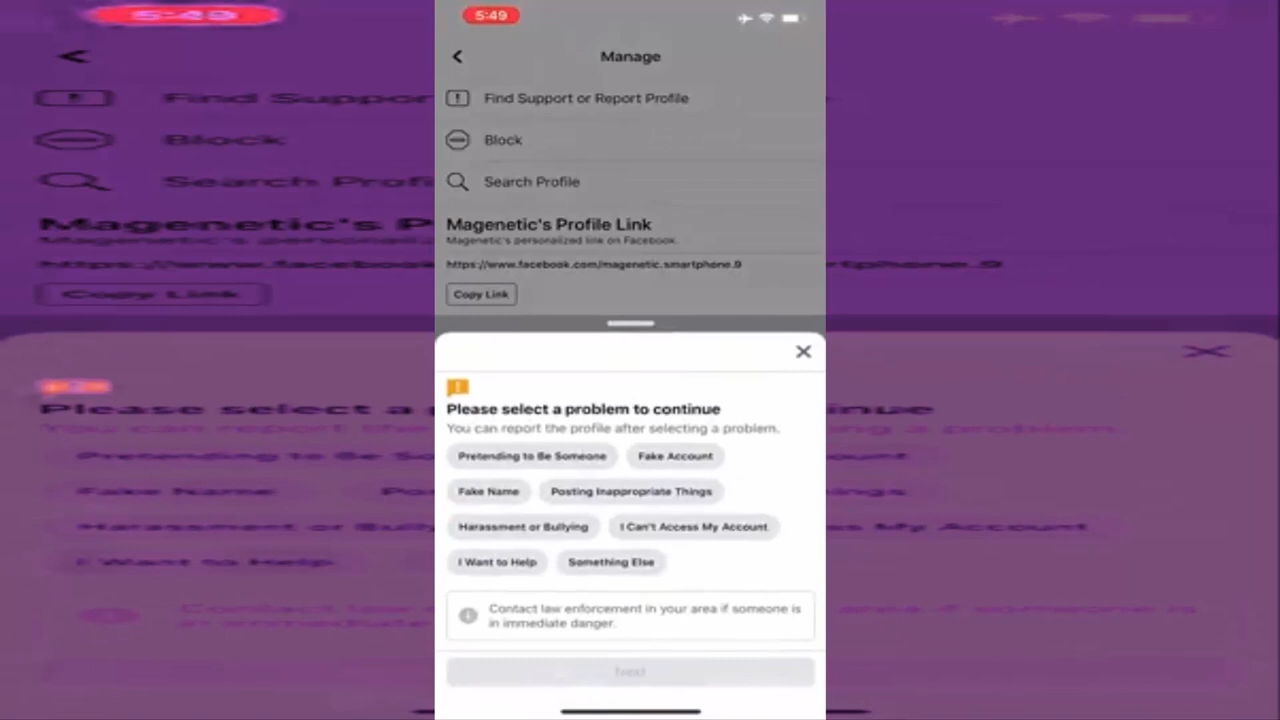 5:49
Manage
Find Support or Report Profile
Block
Search Profile
Magenetic's Profile Link
Magenetic's personalized link on Facebook.
https://www.facebook.com/magenetic.smartphone.9
Copy Link
Please select a problem to continue
You can report the profile after selecting a problem.
Pretending to Be Someone Fake Account
Fake Name Posting Inappropriate Things
Harassment or Bullying I Can't Access My Account
I Want to Help Something Else
Contact law enforcement in your area if someone is
in immediate danger.
Next